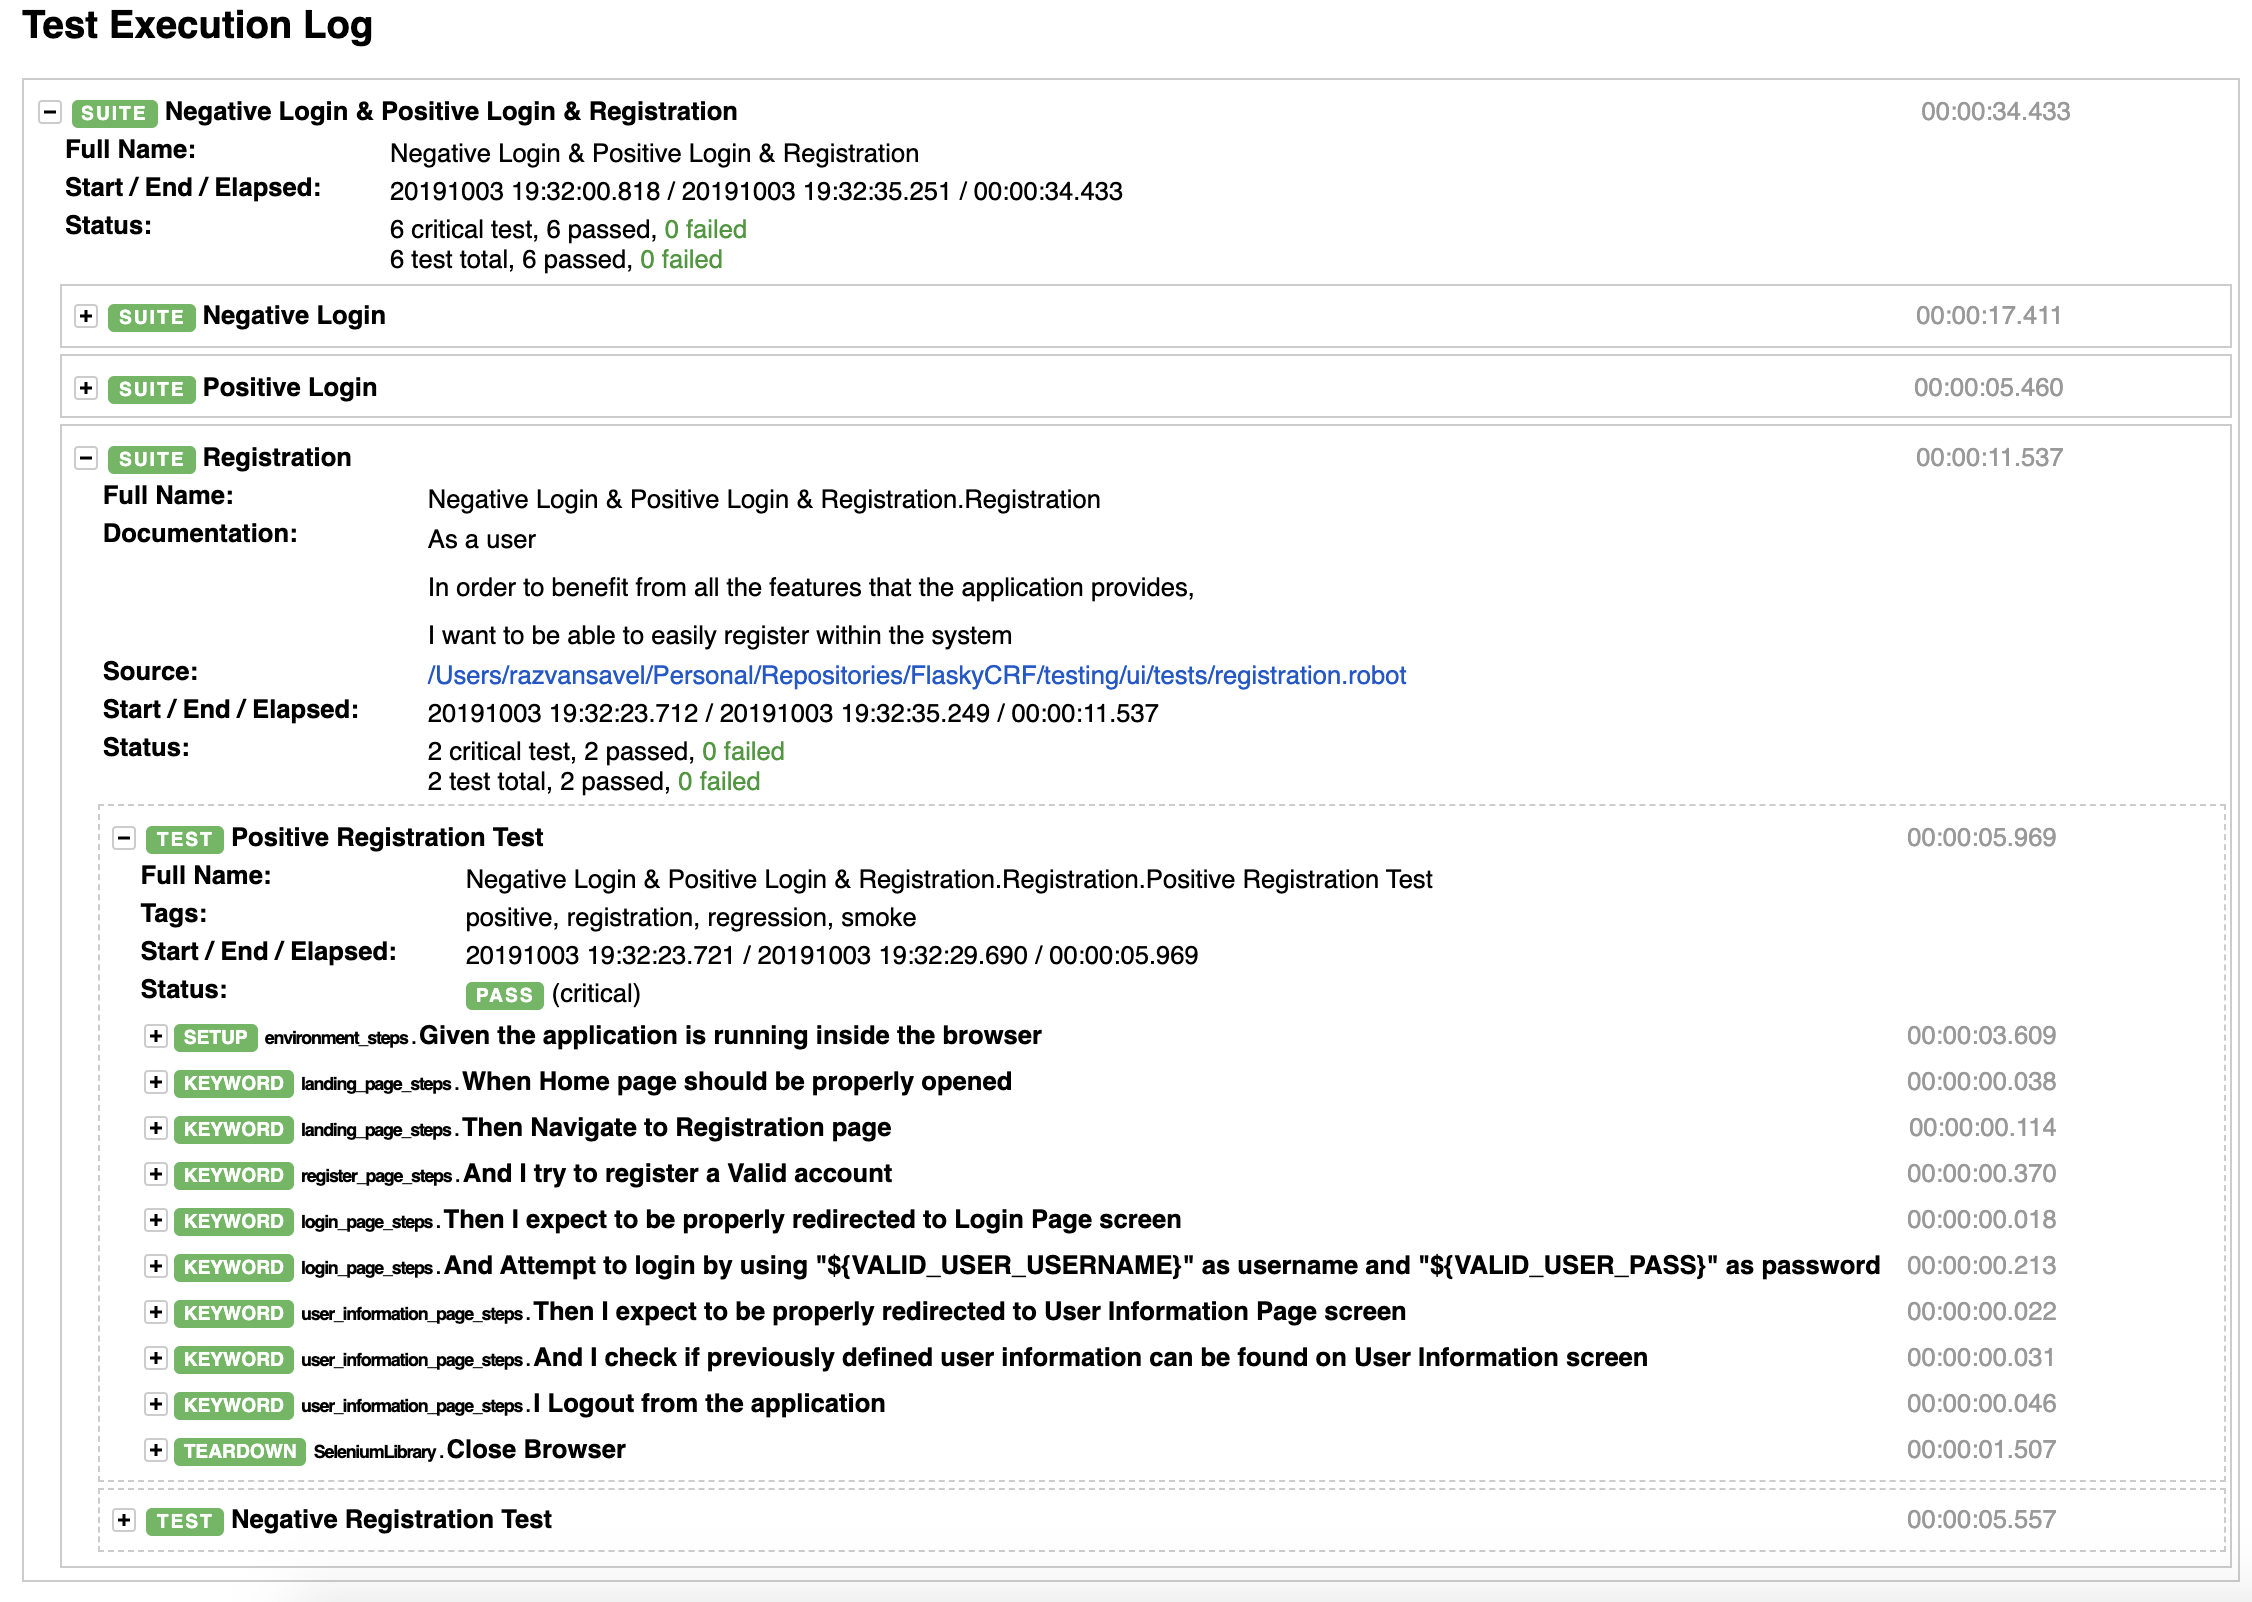 Test Execution Log
SUITE Negative Login & Positive Login & Registration 00:00:34.433
Full Name: Negative Login & Positive Login & Registration
Start / End / Elapsed: 20191003 19:32:00.818 / 20191003 19:32:35.251 / 00:00:34.433
Status: 6 critical test, 6 passed, 0 failed
6 test total, 6 passed, 0 failed
SUITE Negative Login 00:00:17.411
SUITE Positive Login 00:00:05.460
SUITE Registration 00:00:11.537
Full Name: Negative Login & Positive Login & Registration.Registration
Documentation: As a user
In order to benefit from all the features that the application provides,
I want to be able to easily register within the system
Source: /Users/razvansavel/Personal/Repositories/FlaskyCRF/testing/ui/tests/registration.robot
Start / End / Elapsed: 20191003 19:32:23.712 / 20191003 19:32:35.249 / 00:00:11.537
Status: 2 critical test, 2 passed, 0 failed
2 test total, 2 passed, 0 failed
TEST Positive Registration Test 00:00:05.969
Full Name: Negative Login & Positive Login & Registration.Registration.Positive Registration Test
Tags: positive, registration, regression, smoke
Start / End / Elapsed: 20191003 19:32:23.721 / 20191003 19:32:29.690 / 00:00:05.969
Status: PASS (critical)
SETUP environment_steps.Given the application is running inside the browser 00:00:03.609
KEYWORD landing_page_steps.When Home page should be properly opened 00:00:00.038
KEYWORD landing_page_steps.Then Navigate to Registration page 00:00:00.114
KEYWORD register_page_steps.And I try to register a Valid account 00:00:00.370
KEYWORD login_page_steps.Then I expect to be properly redirected to Login Page screen 00:00:00.018
KEYWORD login_page_steps.And Attempt to login by using "${VALID_USER_USERNAME}" as username and "${VALID_USER_PASS}" as password 00:00:00.213
KEYWORD user_information_page_steps.Then I expect to be properly redirected to User Information Page screen 00:00:00.022
KEYWORD user_information_page_steps.And I check if previously defined user information can be found on User Information screen 00:00:00.031
KEYWORD user_information_page_steps.I Logout from the application 00:00:00.046
TEARDOWN SeleniumLibrary.Close Browser 00:00:01.507
TEST Negative Registration Test 00:00:05.557